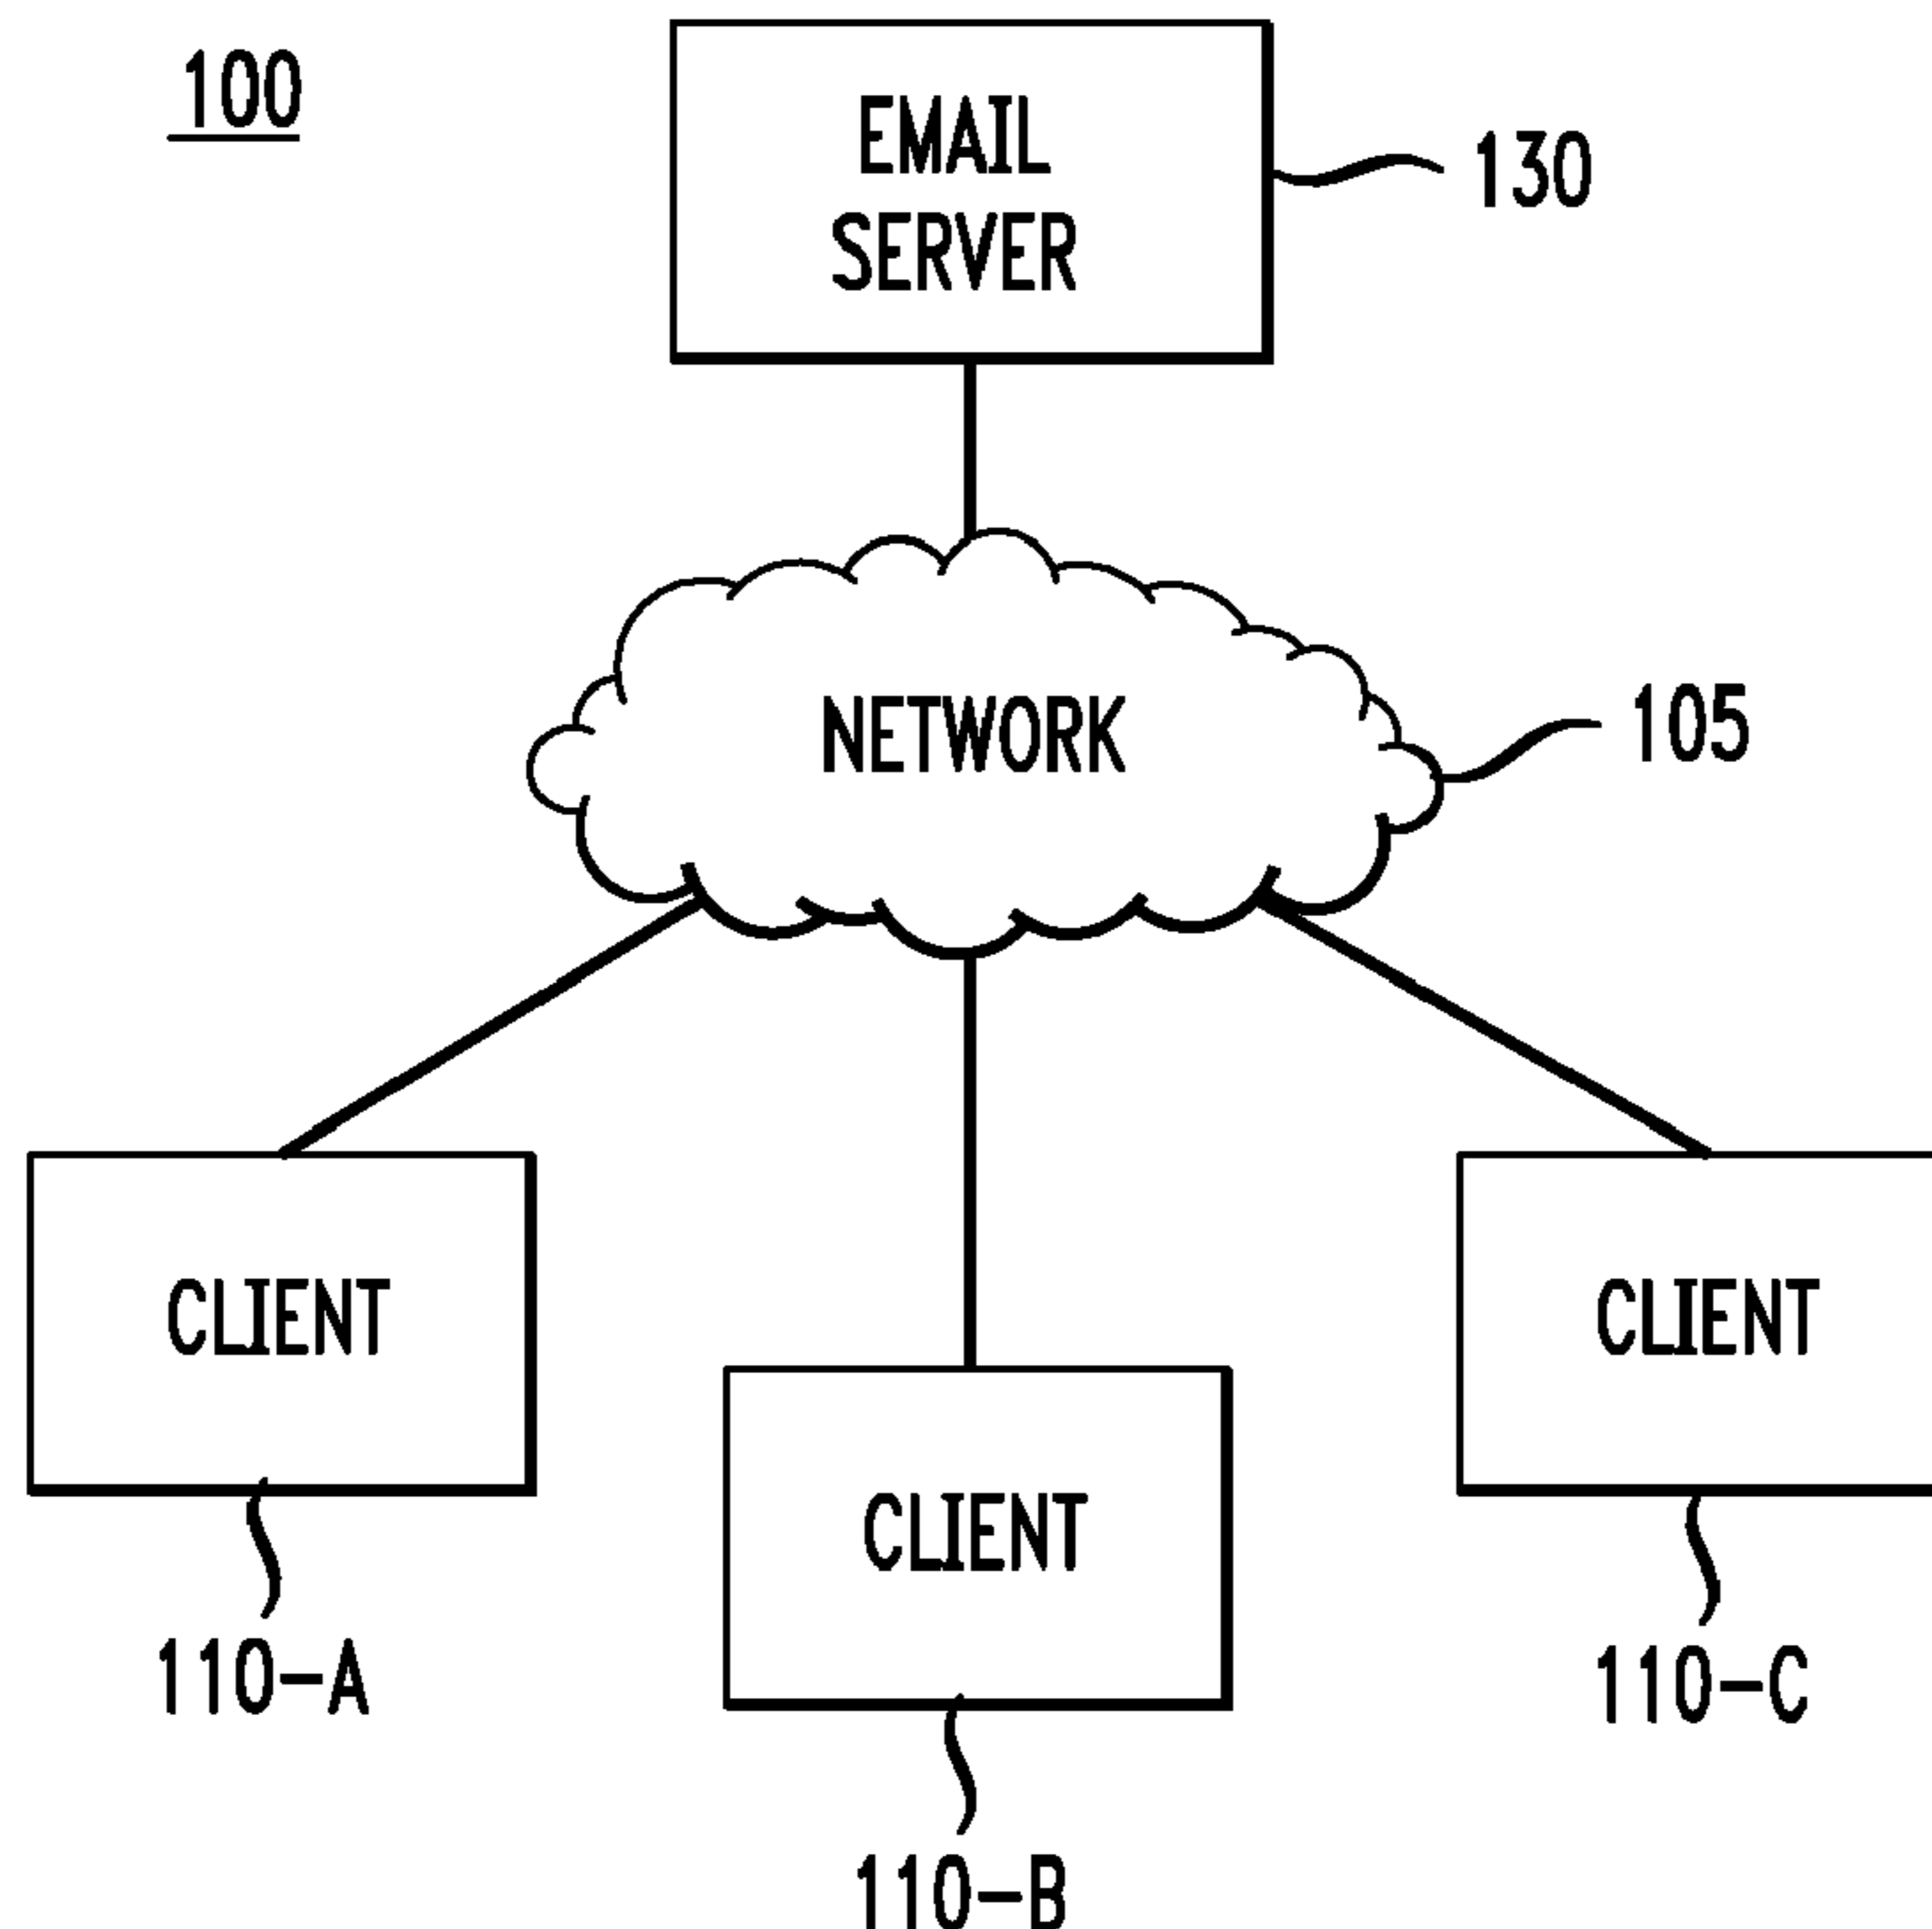 100
EMAIL
SERVER
130
NETWORK
105
CLIENT
CLIENT
CLIENT
110-A
110-C
110-B